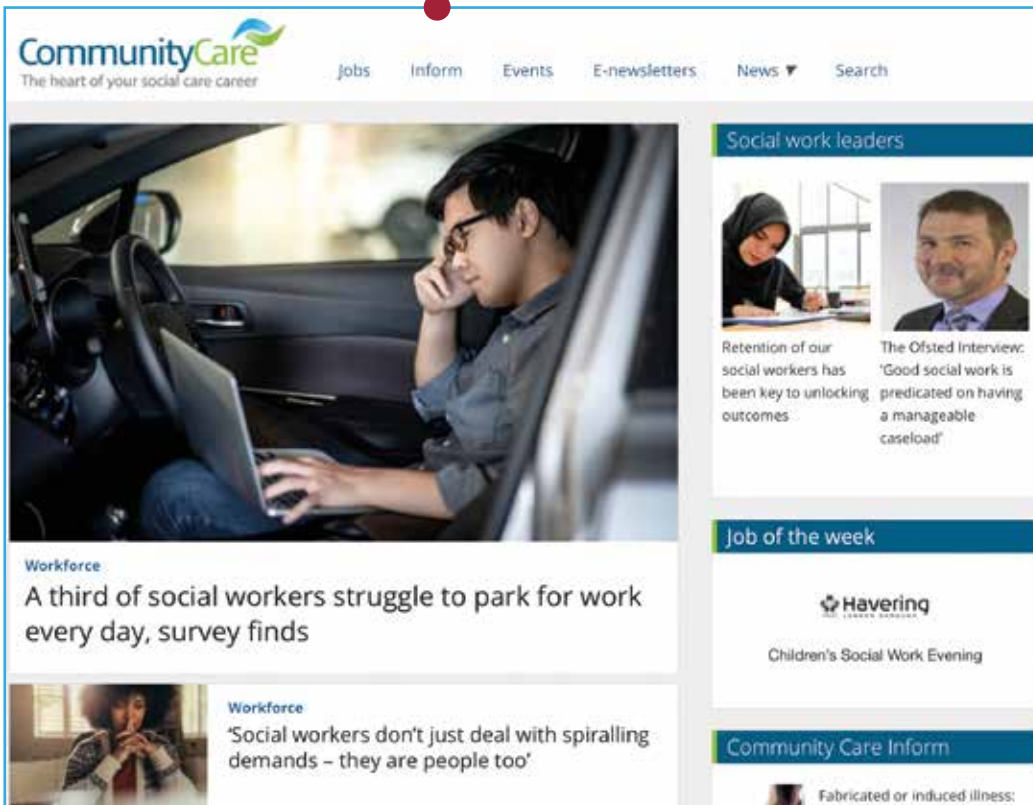 CommunityCare
The heart of your social care career
Jobs Inform Events E-newsletters News Search
Workforce
A third of social workers struggle to park for work
every day, survey finds
Workforce
‘Social workers don’t just deal with spiralling
demands – they are people too’
Social work leaders
Retention of our
social workers has
been key to unlocking
outcomes
The Ofsted Interview:
‘Good social work is
predicated on having
a manageable
caseload’
Job of the week
Havering
LONDON BOROUGH
Children's Social Work Evening
Community Care Inform
Fabricated or induced illness: